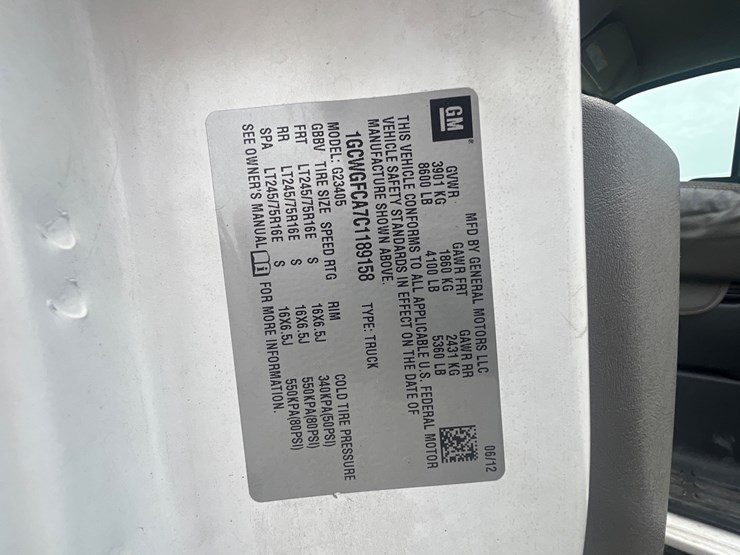 GM
MFD BY GENERAL MOTORS LLC 06/12
GVWR GAWR FRT GAWR RR
3901 KG 1860 KG 2431 KG
8600 LB 4100 LB 5360 LB
THIS VEHICLE CONFORMS TO ALL APPLICABLE U.S. FEDERAL MOTOR
VEHICLE SAFETY STANDARDS IN EFFECT ON THE DATE OF
MANUFACTURE SHOWN ABOVE.
1GCWGFCA7C1189158 TYPE: TRUCK
MODEL: G23405
GBBV TIRE SIZE SPEED RTG RIM COLD TIRE PRESSURE
FRT LT245/75R16E S 16X6.5J 340KPA(50PSI)
RR LT245/75R16E S 16X6.5J 550KPA(80PSI)
SPA LT245/75R16E S 16X6.5J 550KPA(80PSI)
SEE OWNER'S MANUAL FOR MORE INFORMATION.